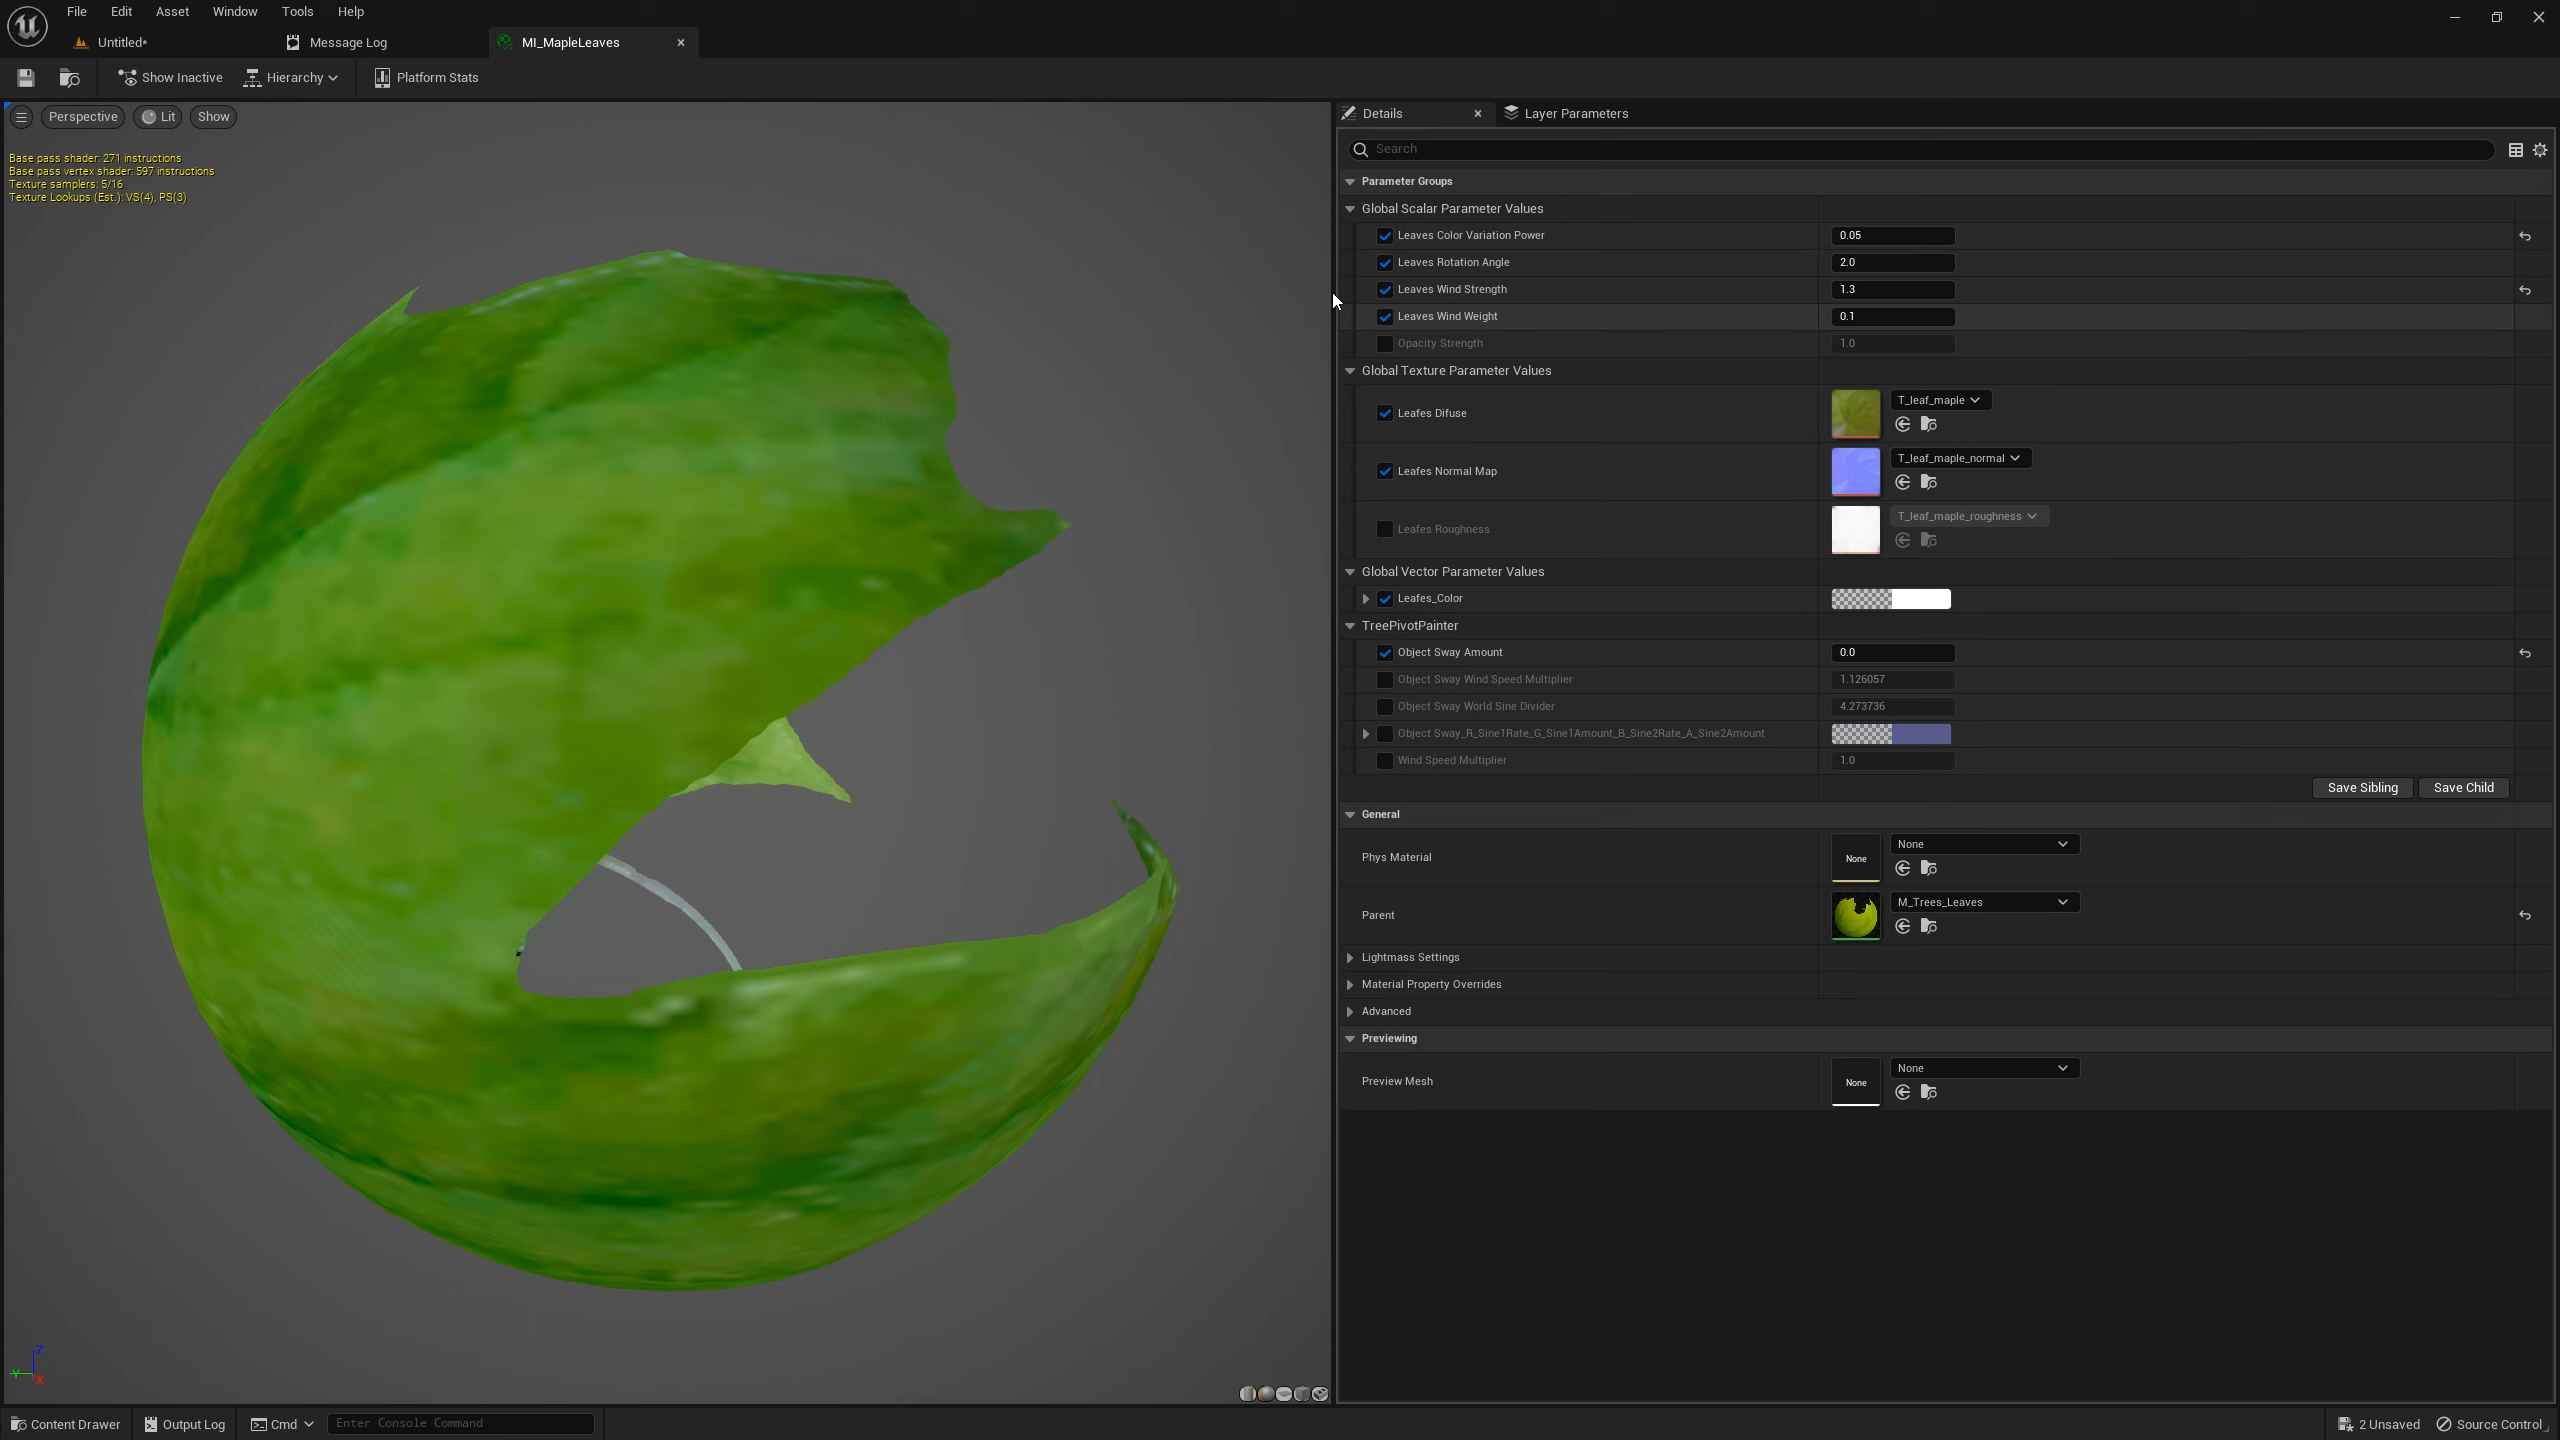 File Edit Asset Window Tools Help
Untitled* Message Log MI_MapleLeaves
Show Inactive Hierarchy Platform Stats
Perspective Lit Show
Base pass shader: 271 instructions
Base pass vertex shader: 597 instructions
Texture samplers: 5/16
Texture Lookups (Est.): VS(4), PS(3)
Z
Y
X
Details Layer Parameters
Search
Parameter Groups
Global Scalar Parameter Values
Leaves Color Variation Power 0.05
Leaves Rotation Angle 2.0
Leaves Wind Strength 1.3
Leaves Wind Weight 0.1
Opacity Strength 1.0
Global Texture Parameter Values
Leafes Difuse T_leaf_maple
Leafes Normal Map T_leaf_maple_normal
Leafes Roughness T_leaf_maple_roughness
Global Vector Parameter Values
Leafes_Color
TreePivotPainter
Object Sway Amount 0.0
Object Sway Wind Speed Multiplier 1.126057
Object Sway World Sine Divider 4.273736
Object Sway_R_Sine1Rate_G_Sine1Amount_B_Sine2Rate_A_Sine2Amount
Wind Speed Multiplier 1.0
Save Sibling Save Child
General
Phys Material None None
Parent M_Trees_Leaves
Lightmass Settings
Material Property Overrides
Advanced
Previewing
Preview Mesh None None
Content Drawer Output Log Cmd Enter Console Command 2 Unsaved Source Control